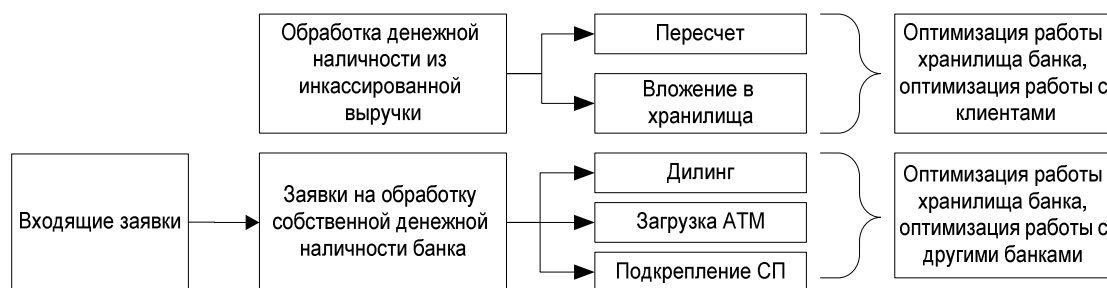 Обработка денежной
наличности из
инкассированной
выручки
Пересчет
Вложение в
хранилища
Оптимизация работы
хранилища банка,
оптимизация работы с
клиентами
Входящие заявки
Заявки на обработку
собственной денежной
наличности банка
Дилинг
Загрузка АТМ
Подкрепление СП
Оптимизация работы
хранилища банка,
оптимизация работы с
другими банками